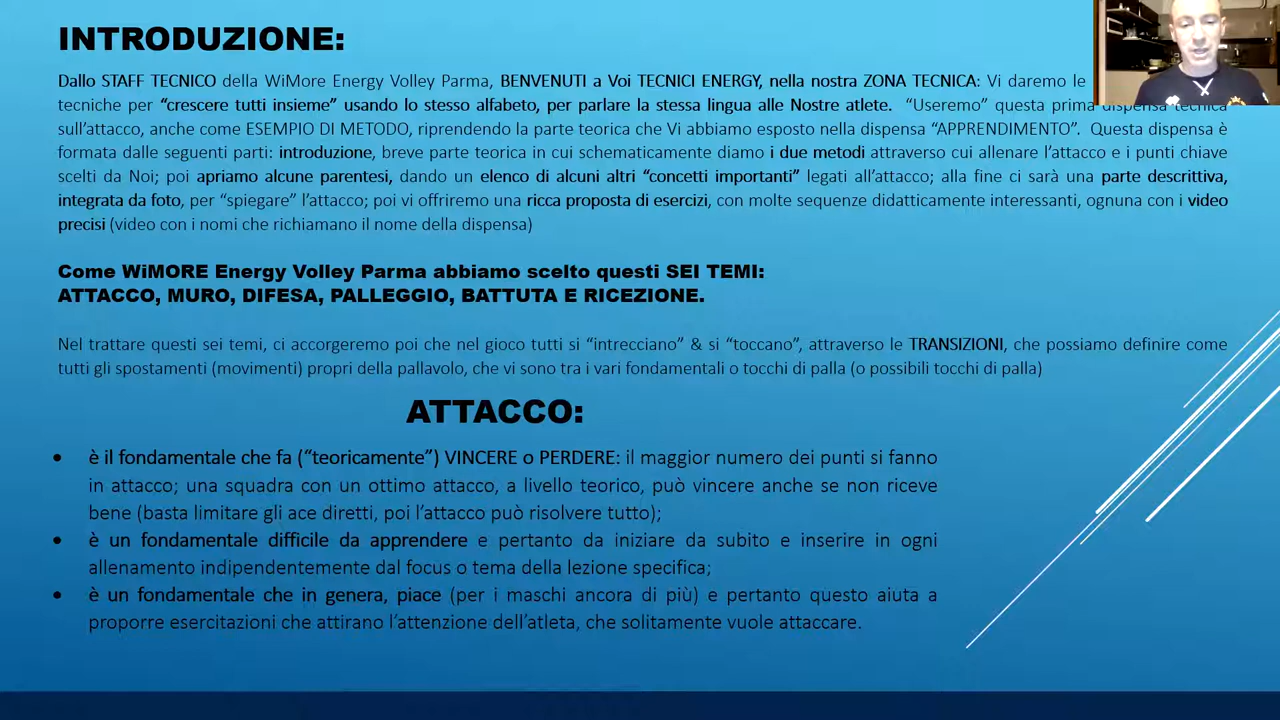 INTRODUZIONE:
Dallo STAFF TECNICO della WiMore Energy Volley Parma, BENVENUTI a Voi TECNICI ENERGY, nella nostra ZONA TECNICA: Vi daremo le
tecniche per “crescere tutti insieme” usando lo stesso alfabeto, per parlare la stessa lingua alle Nostre atlete. “Useremo” questa prima dispensa tecnica
sull’attacco, anche come ESEMPIO DI METODO, riprendendo la parte teorica che Vi abbiamo esposto nella dispensa “APPRENDIMENTO”. Questa dispensa è
formata dalle seguenti parti: introduzione, breve parte teorica in cui schematicamente diamo i due metodi attraverso cui allenare l’attacco e i punti chiave
scelti da Noi; poi apriamo alcune parentesi, dando un elenco di alcuni altri “concetti importanti” legati all’attacco; alla fine ci sarà una parte descrittiva,
integrata da foto, per “spiegare” l’attacco; poi vi offriremo una ricca proposta di esercizi, con molte sequenze didatticamente interessanti, ognuna con i video
precisi (video con i nomi che richiamano il nome della dispensa)
Come WiMORE Energy Volley Parma abbiamo scelto questi SEI TEMI:
ATTACCO, MURO, DIFESA, PALLEGGIO, BATTUTA E RICEZIONE.
Nel trattare questi sei temi, ci accorgeremo poi che nel gioco tutti si “intrecciano” & si “toccano”, attraverso le TRANSIZIONI, che possiamo definire come
tutti gli spostamenti (movimenti) propri della pallavolo, che vi sono tra i vari fondamentali o tocchi di palla (o possibili tocchi di palla)
ATTACCO:
• è il fondamentale che fa (“teoricamente”) VINCERE o PERDERE: il maggior numero dei punti si fanno
in attacco; una squadra con un ottimo attacco, a livello teorico, può vincere anche se non riceve
bene (basta limitare gli ace diretti, poi l’attacco può risolvere tutto);
• è un fondamentale difficile da apprendere e pertanto da iniziare da subito e inserire in ogni
allenamento indipendentemente dal focus o tema della lezione specifica;
• è un fondamentale che in genera, piace (per i maschi ancora di più) e pertanto questo aiuta a
proporre esercitazioni che attirano l’attenzione dell’atleta, che solitamente vuole attaccare.